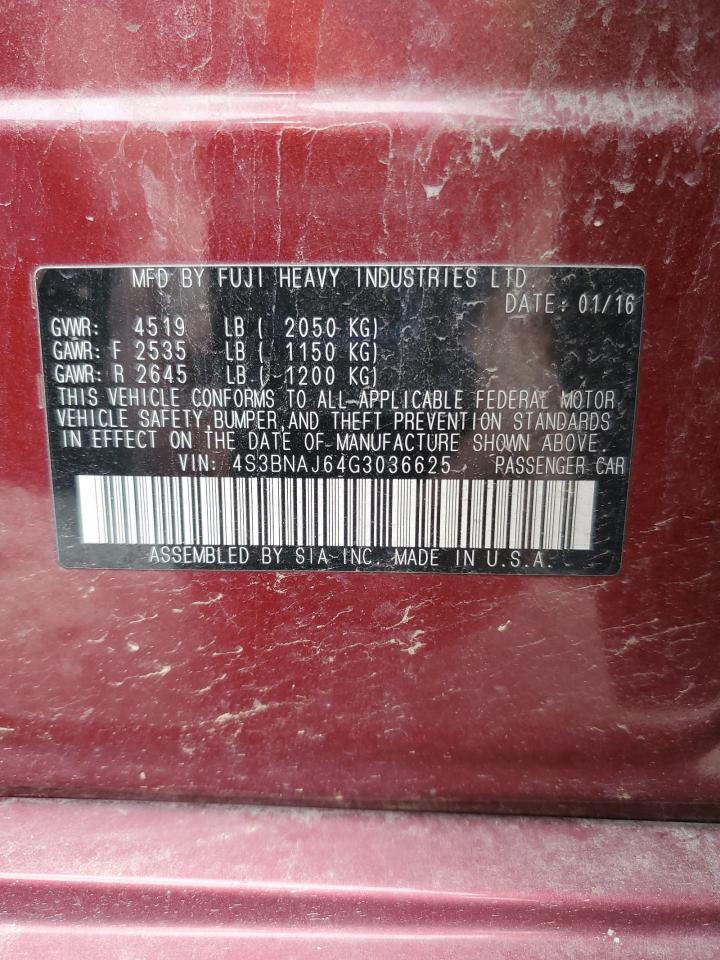 MFD BY FUJI HEAVY INDUSTRIES LTD.
DATE: 01/16
GVWR: 4519 LB ( 2050 KG)
GAWR: F 2535 LB ( 1150 KG)
GAWR: R 2645 LB ( 1200 KG)
THIS VEHICLE CONFORMS TO ALL APPLICABLE FEDERAL MOTOR
VEHICLE SAFETY, BUMPER, AND THEFT PREVENTION STANDARDS
IN EFFECT ON THE DATE OF MANUFACTURE SHOWN ABOVE.
VIN: 4S3BNAJ64G3036625 PASSENGER CAR
ASSEMBLED BY SIA INC. MADE IN U.S.A.